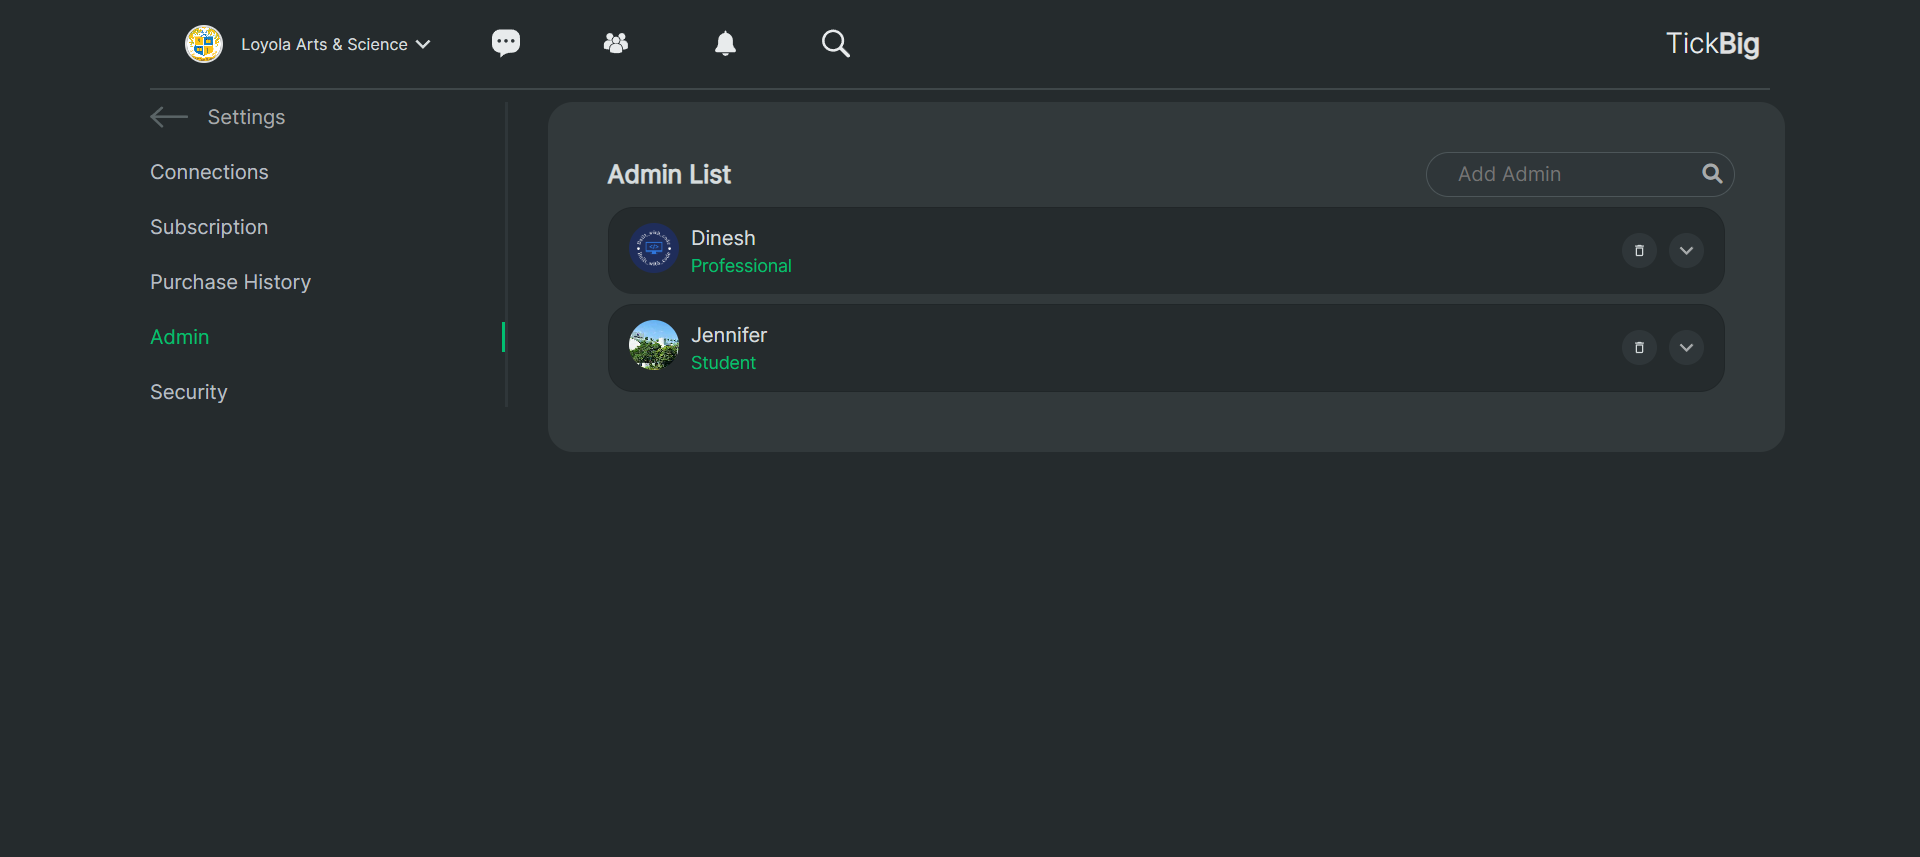 Loyola Arts & Science
TickBig
Settings
Connections
Subscription
Purchase History
Admin
Security
Admin List
Add Admin
Dinesh
Professional
Jennifer
Student